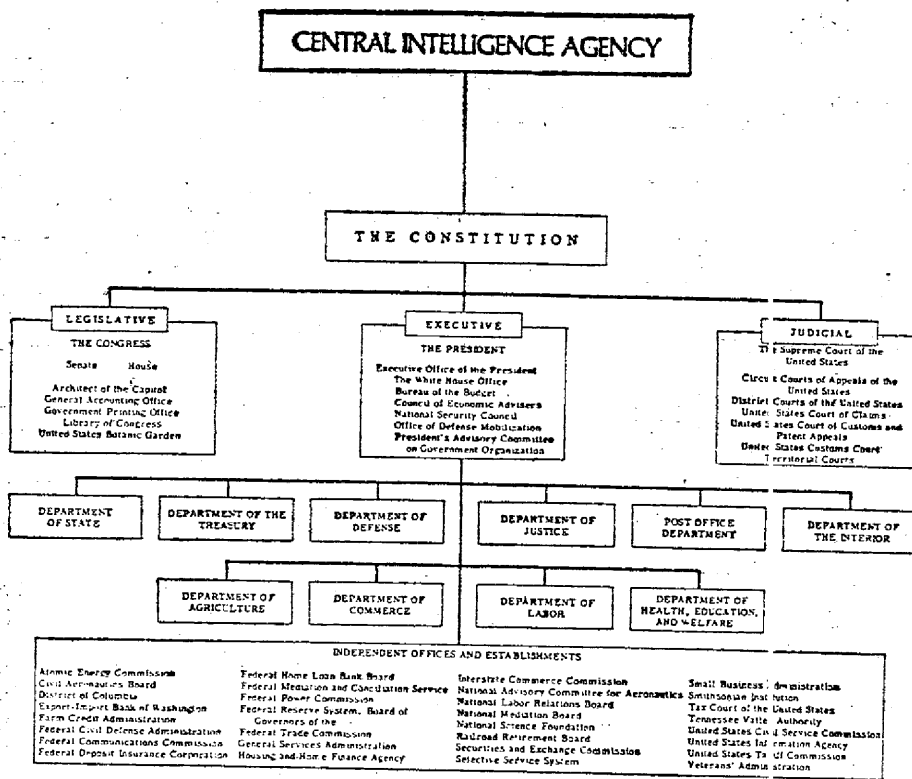 CENTRAL INTELLIGENCE AGENCY
THE CONSTITUTION
LEGISLATIVE
THE CONGRESS
Senate House
Architect of the Capitol
General Accounting Office
Government Printing Office
Library of Congress
United States Botanic Garden
EXECUTIVE
THE PRESIDENT
Executive Office of the President
The White House Office
Bureau of the Budget
Council of Economic Advisers
National Security Council
Office of Defense Mobilization
President's Advisory Committee
on Government Organization
JUDICIAL
The Supreme Court of the
United States
Circuit Courts of Appeals of the
United States
District Courts of the United States
United States Court of Claims
United States Court of Customs and
Patent Appeals
United States Customs Court
Territorial Courts
DEPARTMENT
OF STATE
DEPARTMENT OF THE
TREASURY
DEPARTMENT OF
DEFENSE
DEPARTMENT OF
JUSTICE
POST OFFICE
DEPARTMENT
DEPARTMENT OF
THE INTERIOR
DEPARTMENT OF
AGRICULTURE
DEPARTMENT OF
COMMERCE
DEPARTMENT OF
LABOR
DEPARTMENT OF
HEALTH, EDUCATION,
AND WELFARE
INDEPENDENT OFFICES AND ESTABLISHMENTS
Atomic Energy Commission
Civil Aeronautics Board
District of Columbia
Export-Import Bank of Washington
Farm Credit Administration
Federal Civil Defense Administration
Federal Communications Commission
Federal Deposit Insurance Corporation
Federal Home Loan Bank Board
Federal Mediation and Conciliation Service
Federal Power Commission
Federal Reserve System, Board of
Governors of the
Federal Trade Commission
General Services Administration
Housing and Home Finance Agency
Interstate Commerce Commission
National Advisory Committee for Aeronautics
National Labor Relations Board
National Mediation Board
National Science Foundation
Railroad Retirement Board
Securities and Exchange Commission
Selective Service System
Small Business Administration
Smithsonian Institution
Tax Court of the United States
Tennessee Valley Authority
United States Civil Service Commission
United States Information Agency
United States Tariff Commission
Veterans' Administration